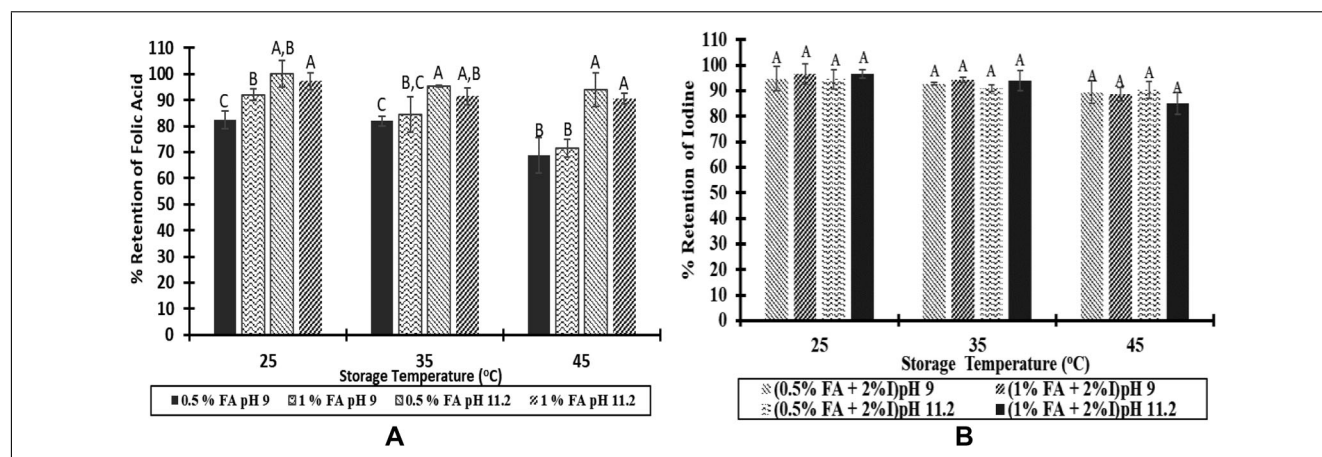 110
100
90
80
70
60
50
40
30
20
10
0
% Retention of Folic Acid
C B A,B A
C B,C A A,B
B B A A
25 35 45
Storage Temperature (°C)
0.5 % FA pH 9 1 % FA pH 9 0.5 % FA pH 11.2 1 % FA pH 11.2
A
110
100
90
80
70
60
50
40
30
20
10
0
% Retention of Iodine
A A A A
A A A A
A A A A
25 35 45
Storage Temperature (°C)
(0.5% FA + 2%I)pH 9 (1% FA + 2%I)pH 9
(0.5% FA + 2%I)pH 11.2 (1% FA + 2%I)pH 11.2
B